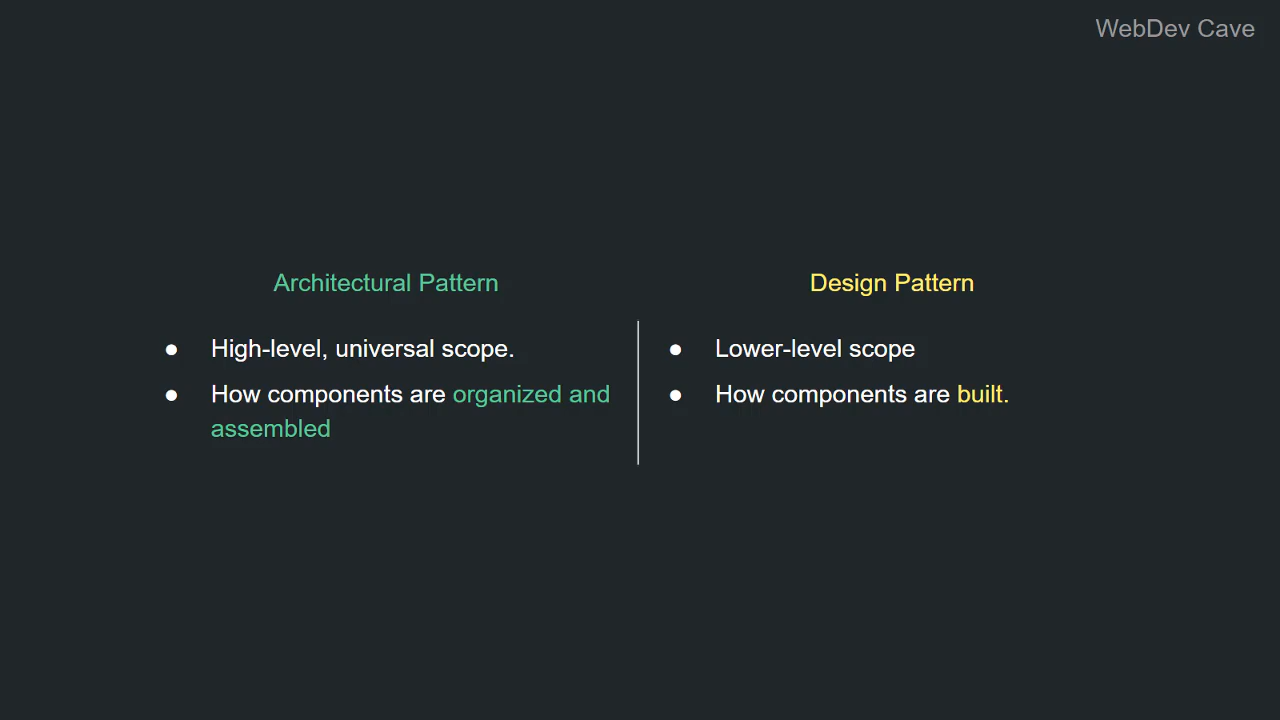 WebDev Cave
Architectural Pattern
● High-level, universal scope.
● How components are organized and
assembled
Design Pattern
● Lower-level scope
● How components are built.